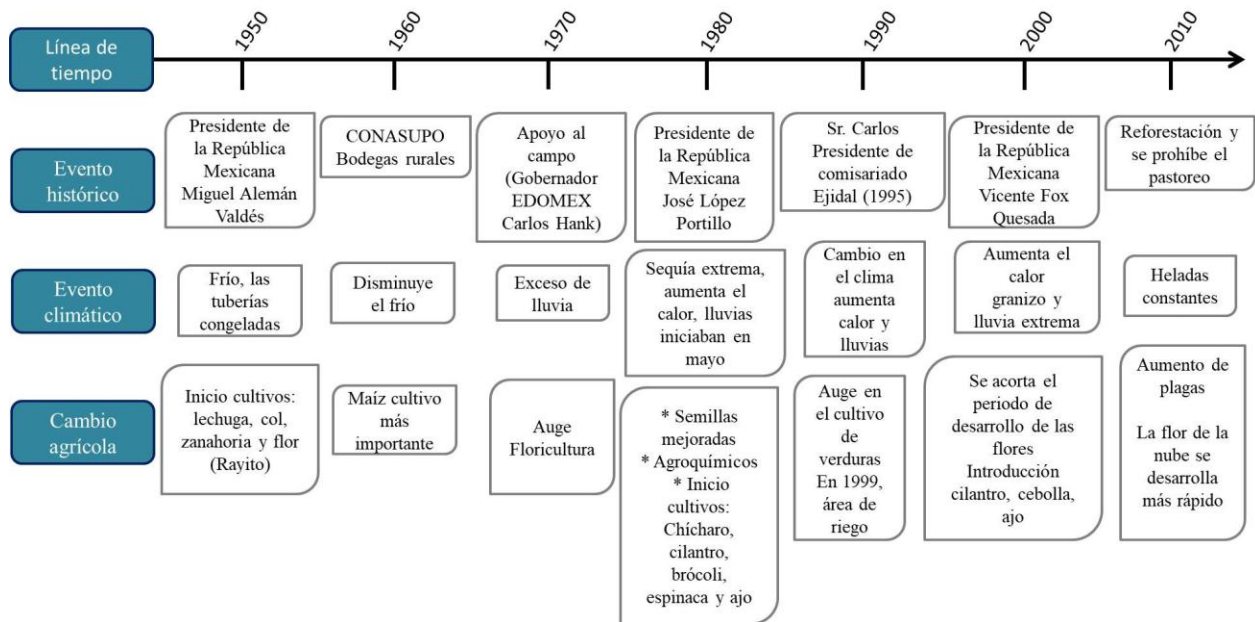 Línea de
tiempo
1950
1960
1970
1980
1990
2000
2010
Evento
histórico
Presidente de
la República
Mexicana
Miguel Alemán
Valdés
CONASUPO
Bodegas rurales
Apoyo al
campo
(Gobernador
EDOMEX
Carlos Hank)
Presidente de
la República
Mexicana
José López
Portillo
Sr. Carlos
Presidente de
comisariado
Ejidal (1995)
Presidente de
la República
Mexicana
Vicente Fox
Quesada
Reforestación y
se prohíbe el
pastoreo
Evento
climático
Frío, las
tuberías
congeladas
Disminuye
el frío
Exceso de
lluvia
Sequía extrema,
aumenta el
calor, lluvias
iniciaban en
mayo
Cambio en
el clima
aumenta
calor y
lluvias
Aumenta el
calor
granizo y
lluvia extrema
Heladas
constantes
Cambio
agrícola
Inicio cultivos:
lechuga, col,
zanahoria y flor
(Rayito)
Maíz cultivo
más
importante
Auge
Floricultura
* Semillas
mejoradas
* Agroquímicos
* Inicio
cultivos:
Chícharo,
cilantro,
brócoli,
espinaca y ajo
Auge en
el cultivo
de
verduras
En 1999,
área de
riego
Se acorta el
periodo de
desarrollo de las
flores
Introducción
cilantro, cebolla,
ajo
Aumento de
plagas
La flor de la
nube se
desarrolla
más rápido